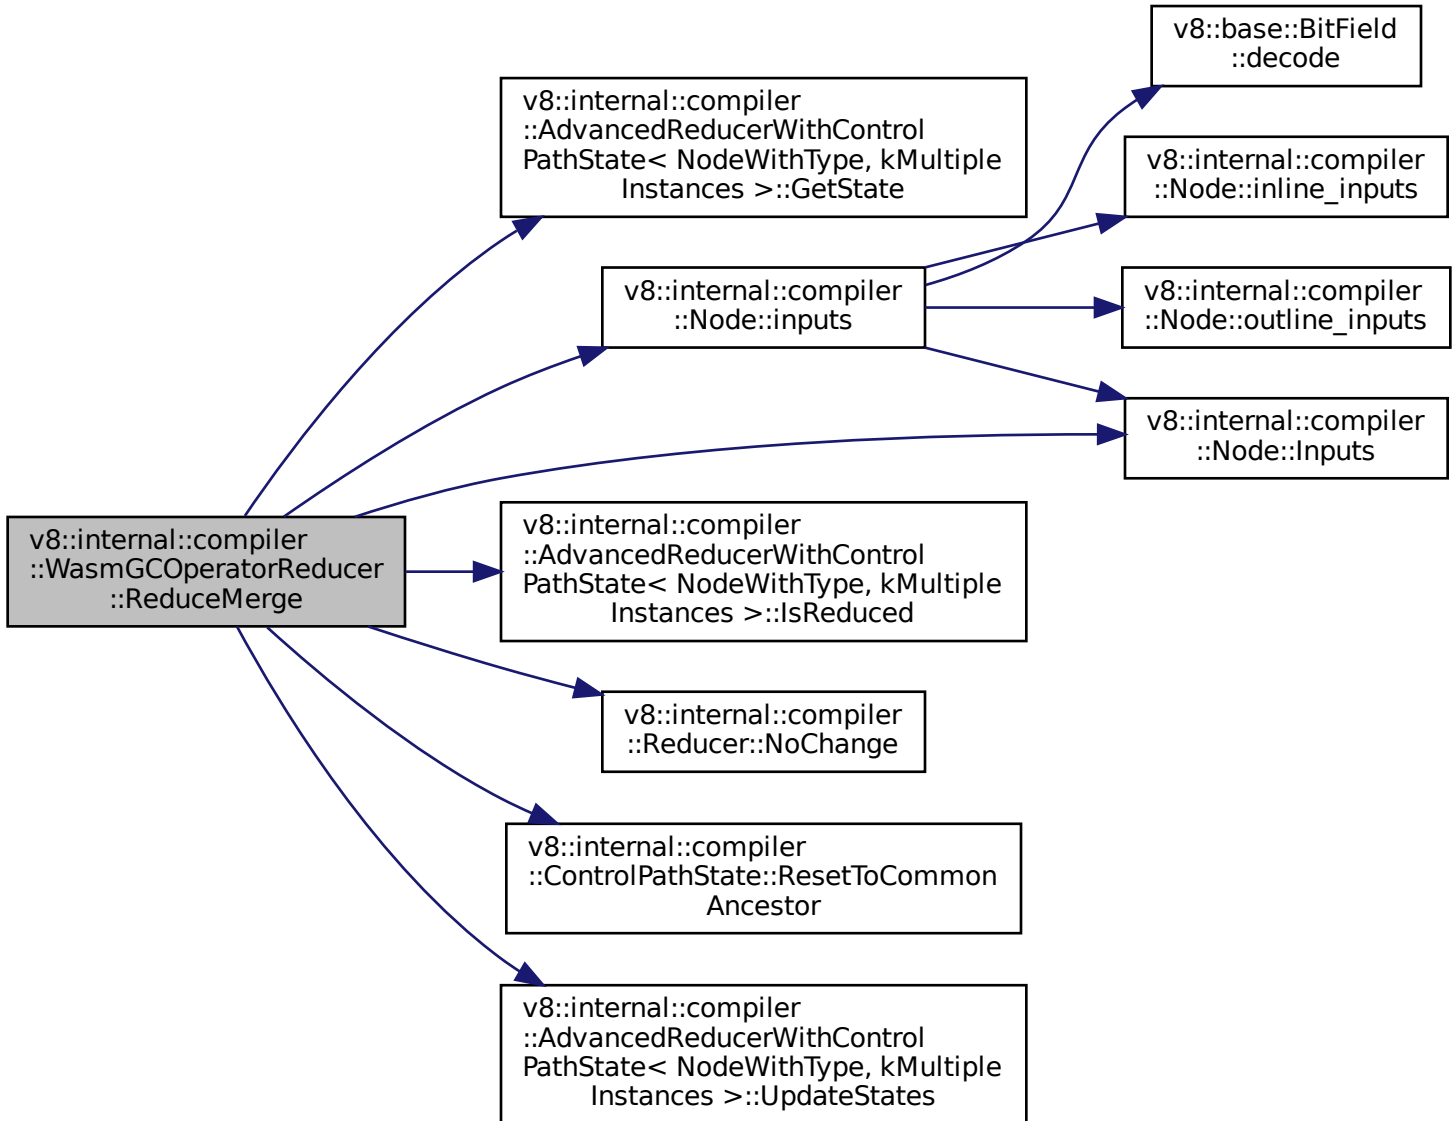 v8::base::BitField
::decode
v8::internal::compiler
::AdvancedReducerWithControl
PathState< NodeWithType, kMultiple
Instances >::GetState
v8::internal::compiler
::Node::inline_inputs
v8::internal::compiler
::Node::inputs
v8::internal::compiler
::Node::outline_inputs
v8::internal::compiler
::Node::Inputs
v8::internal::compiler
::WasmGCOperatorReducer
::ReduceMerge
v8::internal::compiler
::AdvancedReducerWithControl
PathState< NodeWithType, kMultiple
Instances >::IsReduced
v8::internal::compiler
::Reducer::NoChange
v8::internal::compiler
::ControlPathState::ResetToCommon
Ancestor
v8::internal::compiler
::AdvancedReducerWithControl
PathState< NodeWithType, kMultiple
Instances >::UpdateStates